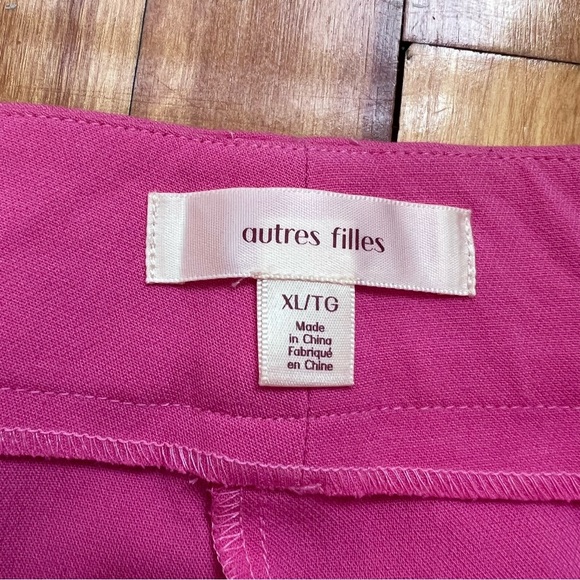 autres filles
XL/TG
Made
in China
Fabriqué
en Chine